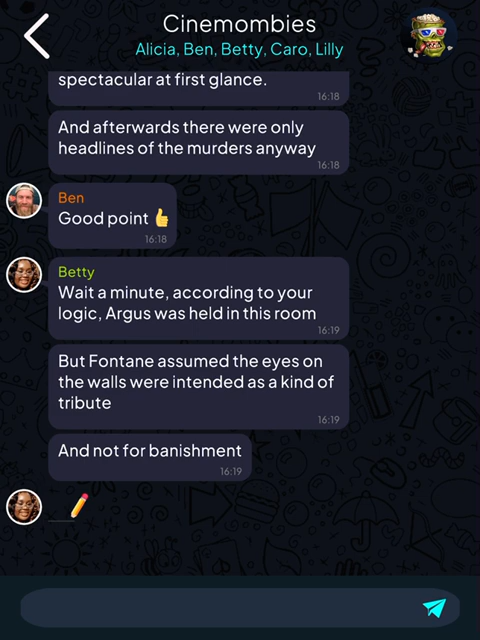 Cinemombies
Alicia, Ben, Betty, Caro, Lilly
spectacular at first glance.
16:18
And afterwards there were only
headlines of the murders anyway
16:18
Ben
Good point 👍
16:18
Betty
Wait a minute, according to your
logic, Argus was held in this room
16:19
But Fontane assumed the eyes on
the walls were intended as a kind of
tribute
16:19
And not for banishment
16:19